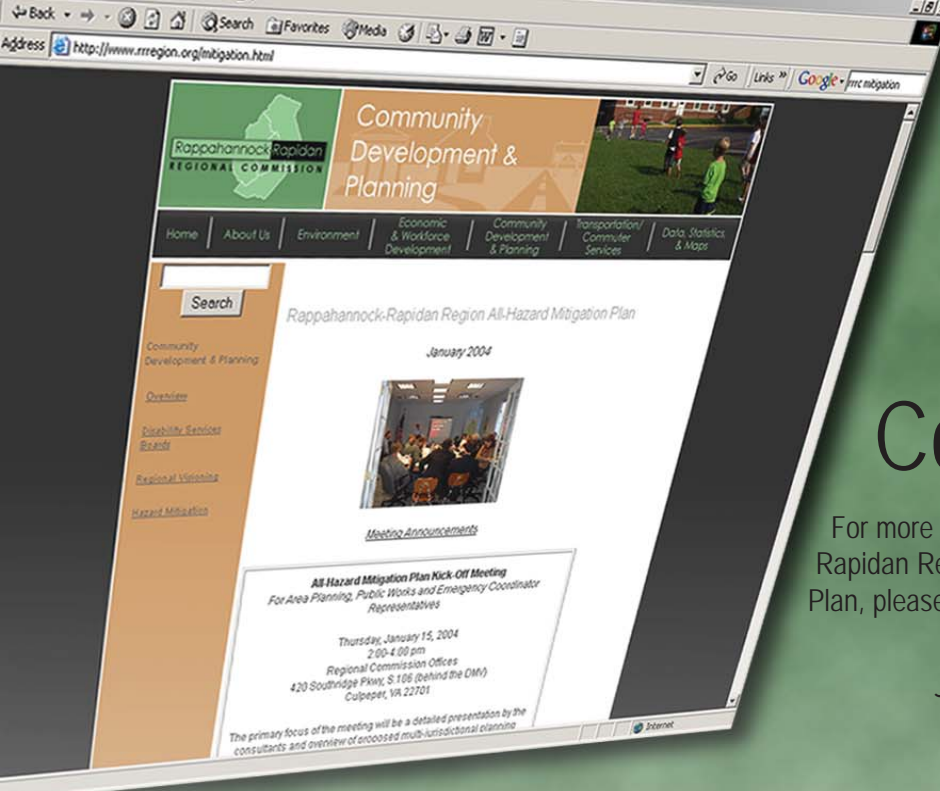 Back Search Favorites Media
Address http://www.rrregion.org/mitigation.html Go Links » Google rrrc mitigation
Rappahannock-Rapidan
REGIONAL COMMISSION
Community
Development &
Planning
Home
About Us
Environment
Economic
& Workforce
Development
Community
Development
& Planning
Transportation/
Commuter
Services
Data, Statistics,
& Maps
Search
Community
Development & Planning
Overview
Disability Services
Boards
Regional Visioning
Hazard Mitigation
Rappahannock-Rapidan Region All-Hazard Mitigation Plan
January 2004
Meeting Announcements
All-Hazard Mitigation Plan Kick-Off Meeting
For Area Planning, Public Works and Emergency Coordinator
Representatives
Thursday, January 15, 2004
2:00-4:00 pm
Regional Commission Offices
420 Southridge Pkwy, S.106 (behind the DMV)
Culpeper, VA 22701
The primary focus of the meeting will be a detailed presentation by the
consultants and overview of proposed multi-jurisdictional planning
Internet
For more
Rapidan Re
Plan, please